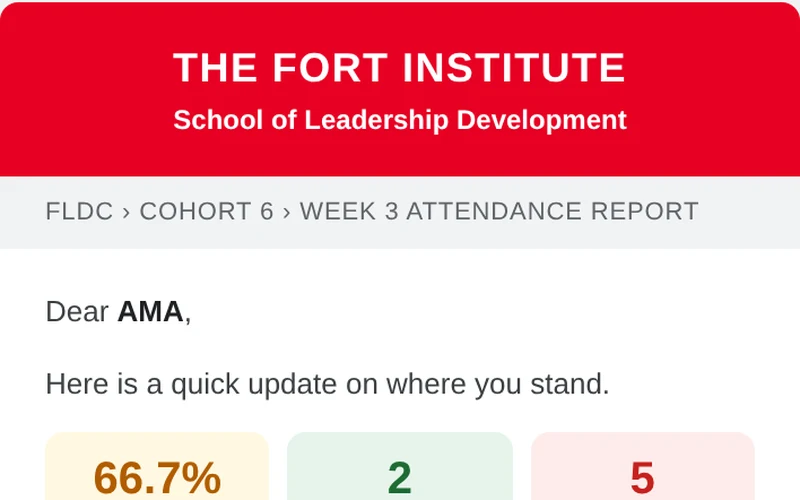 THE FORT INSTITUTE
School of Leadership Development
FLDC › COHORT 6 › WEEK 3 ATTENDANCE REPORT
Dear AMA,
Here is a quick update on where you stand.
66.7% 2 5